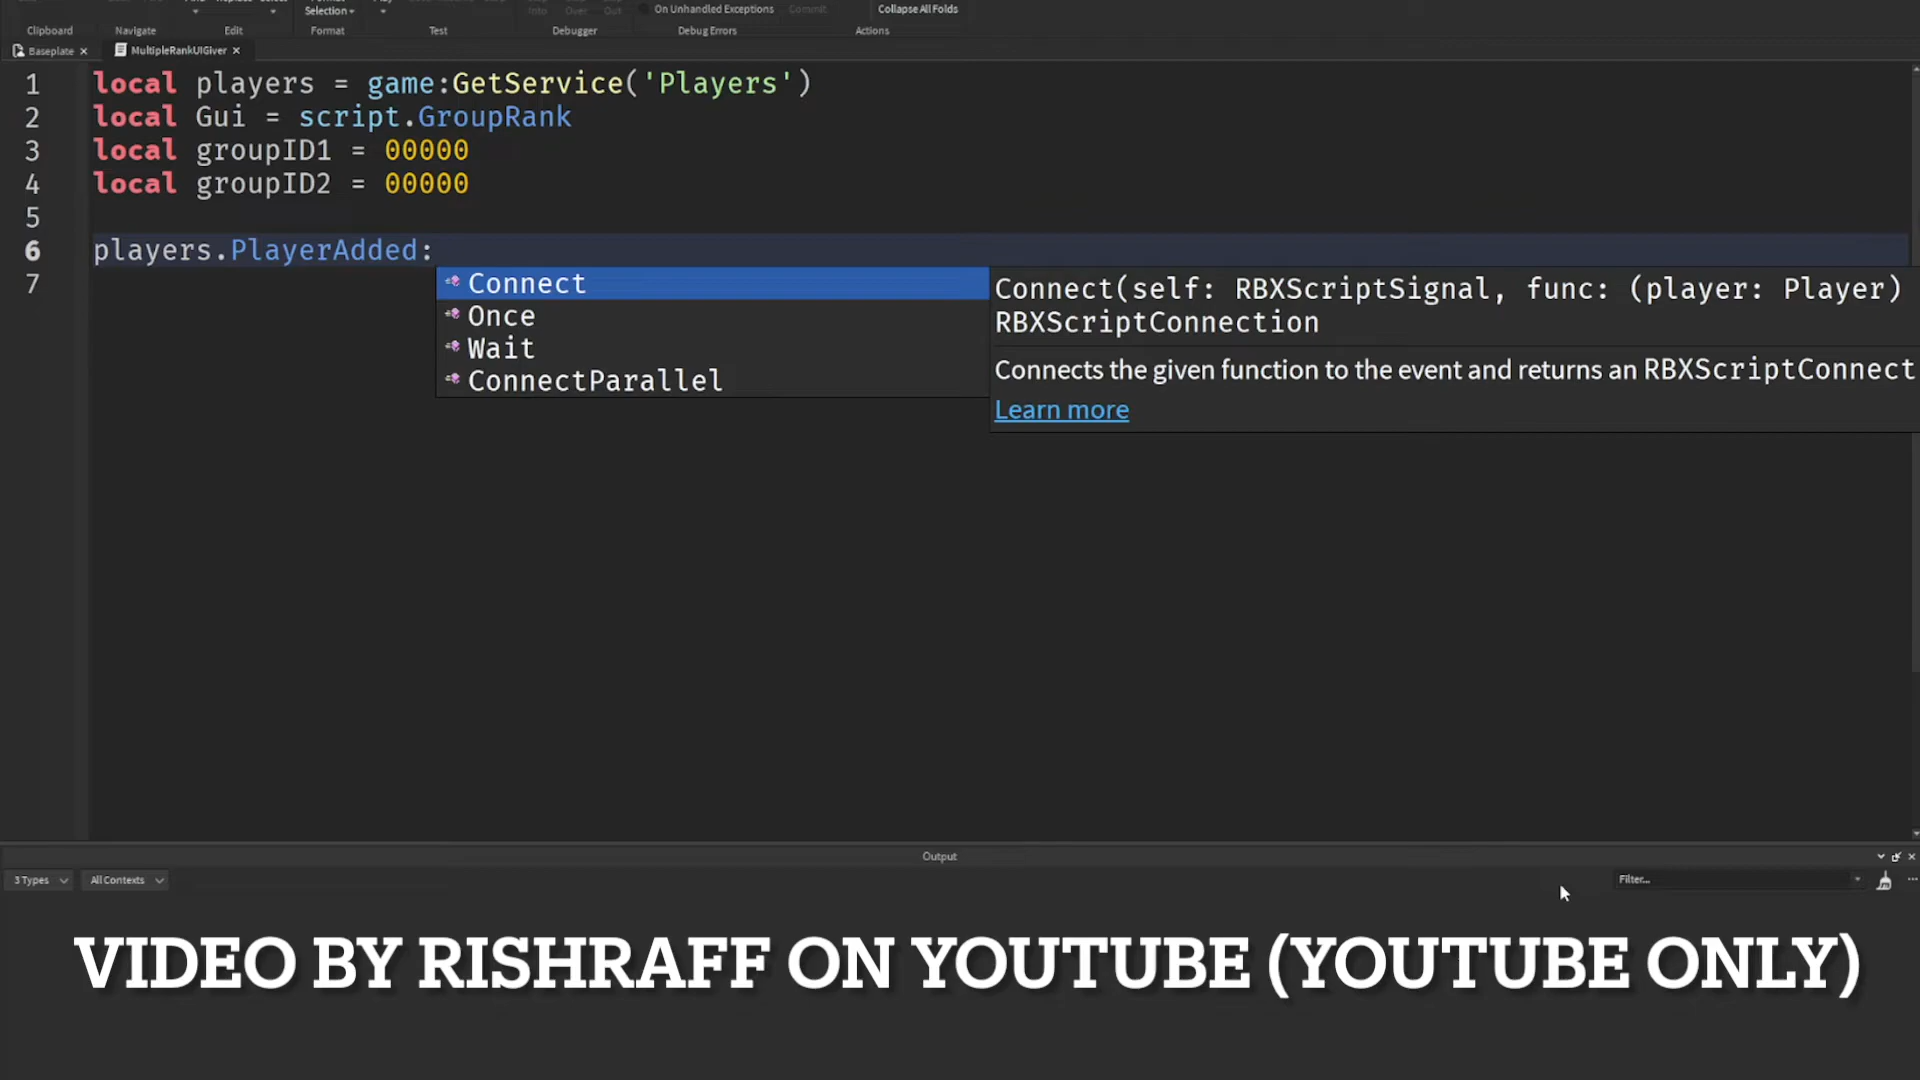 Selection
On Unhandled Exceptions
Commit
Collapse All Folds
Into Over Out
Clipboard Navigate Edit Format Test Debugger Debug Errors Actions
Baseplate × MultipleRankUIGiver ×
1 local players = game:GetService('Players')
2 local Gui = script.GroupRank
3 local groupID1 = 00000
4 local groupID2 = 00000
5
6 players.PlayerAdded:
7
Connect
Once
Wait
ConnectParallel
Connect(self: RBXScriptSignal, func: (player: Player)
RBXScriptConnection
Connects the given function to the event and returns an RBXScriptConnect
Learn more
Output
3 Types All Contexts Filter...
VIDEO BY RISHRAFF ON YOUTUBE (YOUTUBE ONLY)